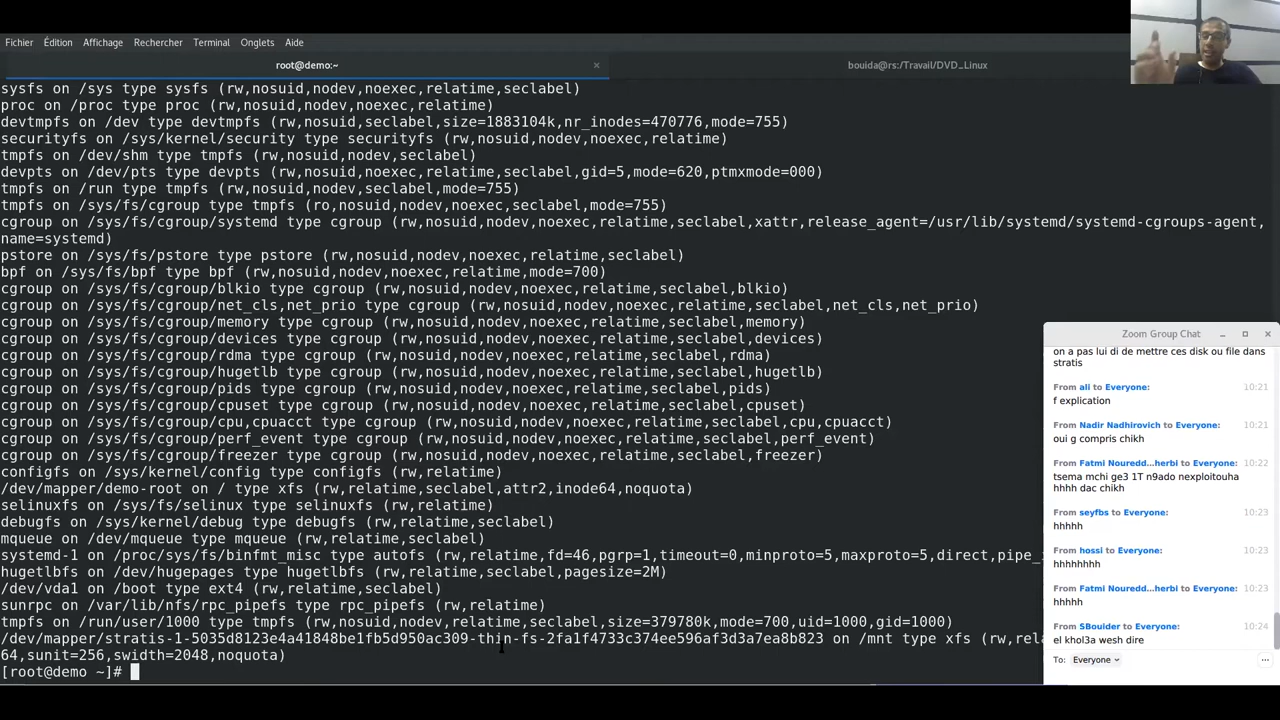 Fichier Édition Affichage Rechercher Terminal Onglets Aide
root@demo:~ × bouida@rs:/Travail/DVD_Linux
sysfs on /sys type sysfs (rw,nosuid,nodev,noexec,relatime,seclabel)
proc on /proc type proc (rw,nosuid,nodev,noexec,relatime)
devtmpfs on /dev type devtmpfs (rw,nosuid,seclabel,size=1883104k,nr_inodes=470776,mode=755)
securityfs on /sys/kernel/security type securityfs (rw,nosuid,nodev,noexec,relatime)
tmpfs on /dev/shm type tmpfs (rw,nosuid,nodev,seclabel)
devpts on /dev/pts type devpts (rw,nosuid,noexec,relatime,seclabel,gid=5,mode=620,ptmxmode=000)
tmpfs on /run type tmpfs (rw,nosuid,nodev,seclabel,mode=755)
tmpfs on /sys/fs/cgroup type tmpfs (ro,nosuid,nodev,noexec,seclabel,mode=755)
cgroup on /sys/fs/cgroup/systemd type cgroup (rw,nosuid,nodev,noexec,relatime,seclabel,xattr,release_agent=/usr/lib/systemd/systemd-cgroups-agent,
name=systemd)
pstore on /sys/fs/pstore type pstore (rw,nosuid,nodev,noexec,relatime,seclabel)
bpf on /sys/fs/bpf type bpf (rw,nosuid,nodev,noexec,relatime,mode=700)
cgroup on /sys/fs/cgroup/blkio type cgroup (rw,nosuid,nodev,noexec,relatime,seclabel,blkio)
cgroup on /sys/fs/cgroup/net_cls,net_prio type cgroup (rw,nosuid,nodev,noexec,relatime,seclabel,net_cls,net_prio)
cgroup on /sys/fs/cgroup/memory type cgroup (rw,nosuid,nodev,noexec,relatime,seclabel,memory)
cgroup on /sys/fs/cgroup/devices type cgroup (rw,nosuid,nodev,noexec,relatime,seclabel,devices)
cgroup on /sys/fs/cgroup/rdma type cgroup (rw,nosuid,nodev,noexec,relatime,seclabel,rdma)
cgroup on /sys/fs/cgroup/hugetlb type cgroup (rw,nosuid,nodev,noexec,relatime,seclabel,hugetlb)
cgroup on /sys/fs/cgroup/pids type cgroup (rw,nosuid,nodev,noexec,relatime,seclabel,pids)
cgroup on /sys/fs/cgroup/cpuset type cgroup (rw,nosuid,nodev,noexec,relatime,seclabel,cpuset)
cgroup on /sys/fs/cgroup/cpu,cpuacct type cgroup (rw,nosuid,nodev,noexec,relatime,seclabel,cpu,cpuacct)
cgroup on /sys/fs/cgroup/perf_event type cgroup (rw,nosuid,nodev,noexec,relatime,seclabel,perf_event)
cgroup on /sys/fs/cgroup/freezer type cgroup (rw,nosuid,nodev,noexec,relatime,seclabel,freezer)
configfs on /sys/kernel/config type configfs (rw,relatime)
/dev/mapper/demo-root on / type xfs (rw,relatime,seclabel,attr2,inode64,noquota)
selinuxfs on /sys/fs/selinux type selinuxfs (rw,relatime)
debugfs on /sys/kernel/debug type debugfs (rw,relatime,seclabel)
mqueue on /dev/mqueue type mqueue (rw,relatime,seclabel)
systemd-1 on /proc/sys/fs/binfmt_misc type autofs (rw,relatime,fd=46,pgrp=1,timeout=0,minproto=5,maxproto=5,direct,pipe_
hugetlbfs on /dev/hugepages type hugetlbfs (rw,relatime,seclabel,pagesize=2M)
/dev/vda1 on /boot type ext4 (rw,relatime,seclabel)
sunrpc on /var/lib/nfs/rpc_pipefs type rpc_pipefs (rw,relatime)
tmpfs on /run/user/1000 type tmpfs (rw,nosuid,nodev,relatime,seclabel,size=379780k,mode=700,uid=1000,gid=1000)
/dev/mapper/stratis-1-5035d8123e4a41848be1fb5d950ac3d9-thin-fs-2fa1f4733c374ee596af3d3a7ea8b823 on /mnt type xfs (rw,rela
64,sunit=256,swidth=2048,noquota)
[root@demo ~]#
Zoom Group Chat
on a pas lui di de mettre ces disk ou file dans
stratis
From ali to Everyone: 10:21
f explication
From Nadir Nadhirovich to Everyone: 10:21
oui g compris chikh
From Fatmi Nouredd...herbi to Everyone: 10:22
tsema mchi ge3 1T n9ado nexploitouha
hhhh dac chikh
From seyfbs to Everyone: 10:23
hhhhh
From hossi to Everyone: 10:23
hhhhhhhh
From Fatmi Nouredd...herbi to Everyone: 10:23
hhhhh
From SBouider to Everyone: 10:24
el khol3a wesh dire
To: Everyone ...